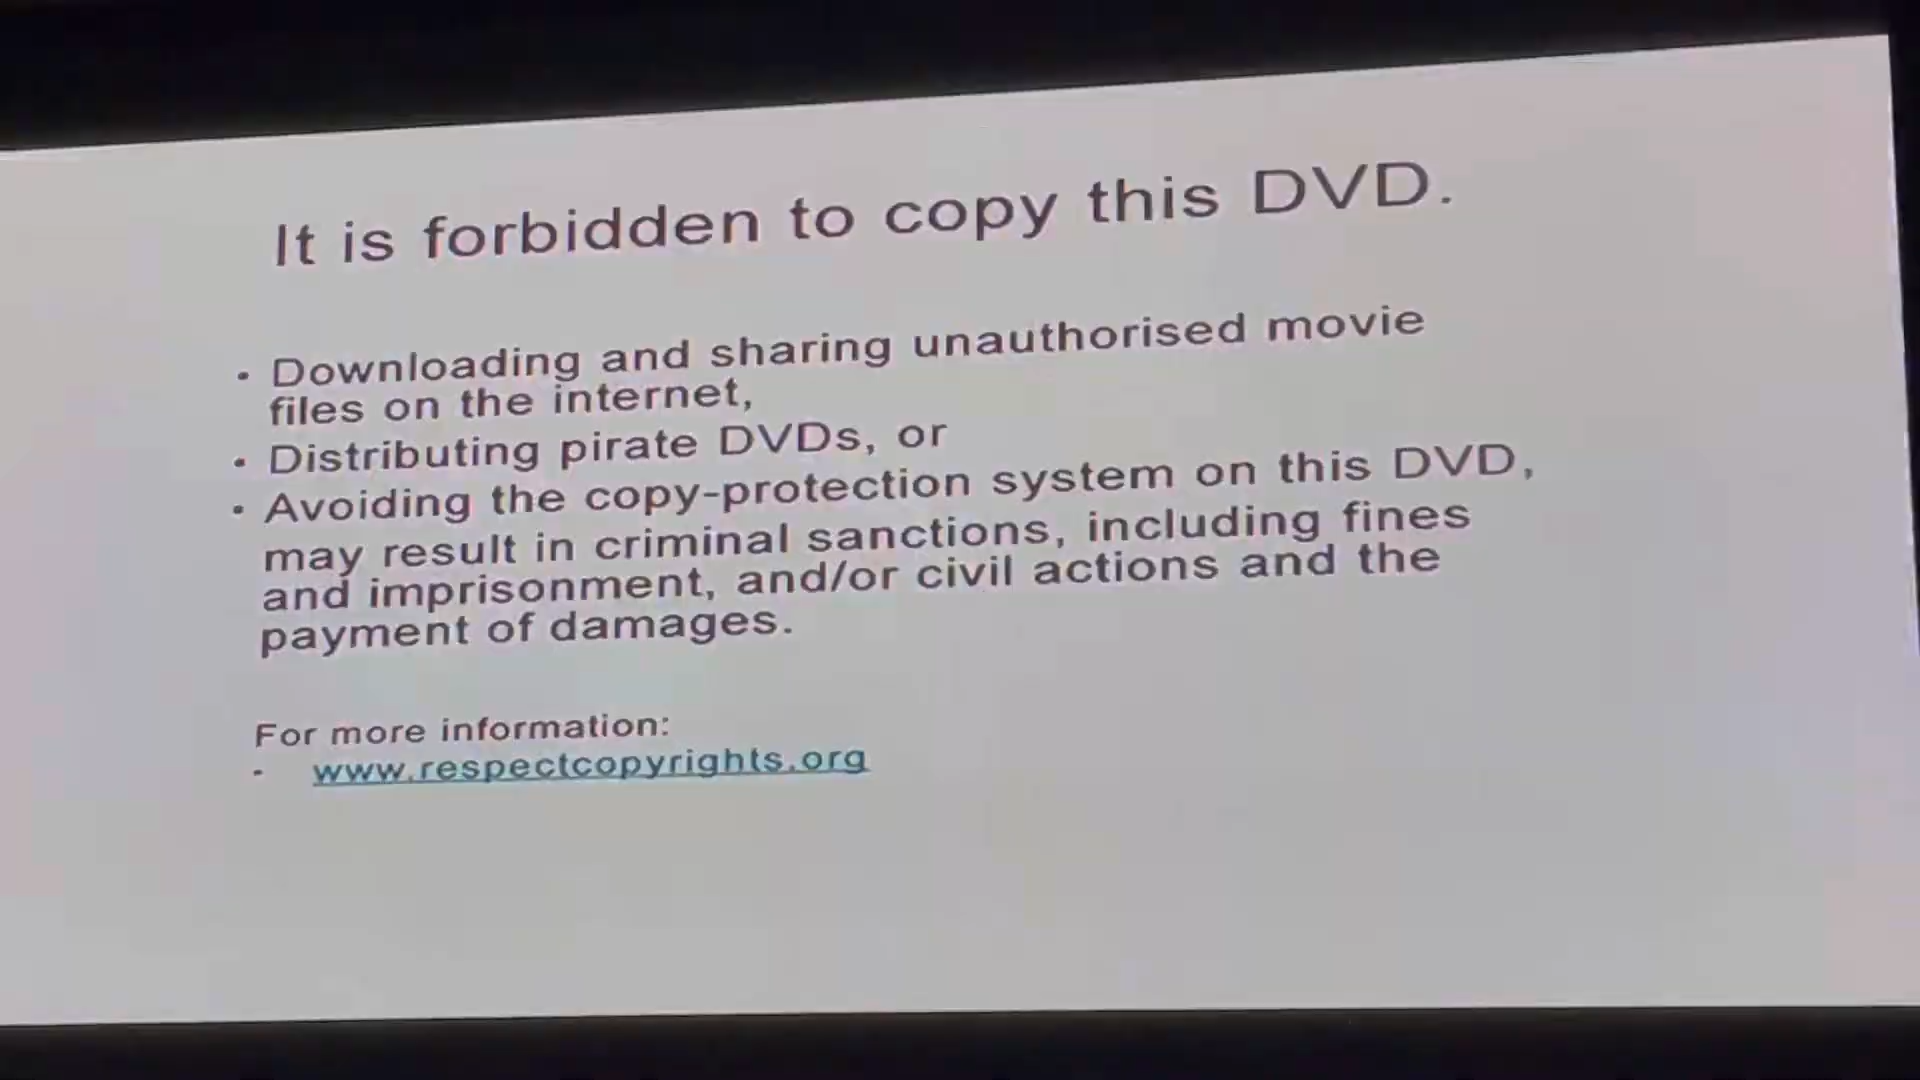 It is forbidden to copy this DVD.
• Downloading and sharing unauthorised movie
files on the internet,
• Distributing pirate DVDs, or
• Avoiding the copy-protection system on this DVD,
may result in criminal sanctions, including fines
and imprisonment, and/or civil actions and the
payment of damages.
For more information:
- www.respectcopyrights.org